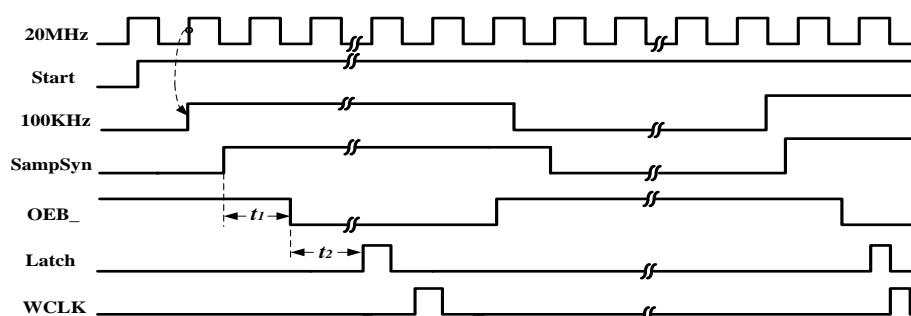 20MHz
Start
100KHz
SampSyn
OEB_
t1
t2
Latch
WCLK